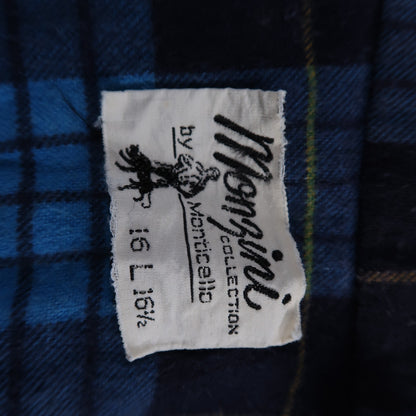 Monzini
COLLECTION
by Monticello
16 L 16½